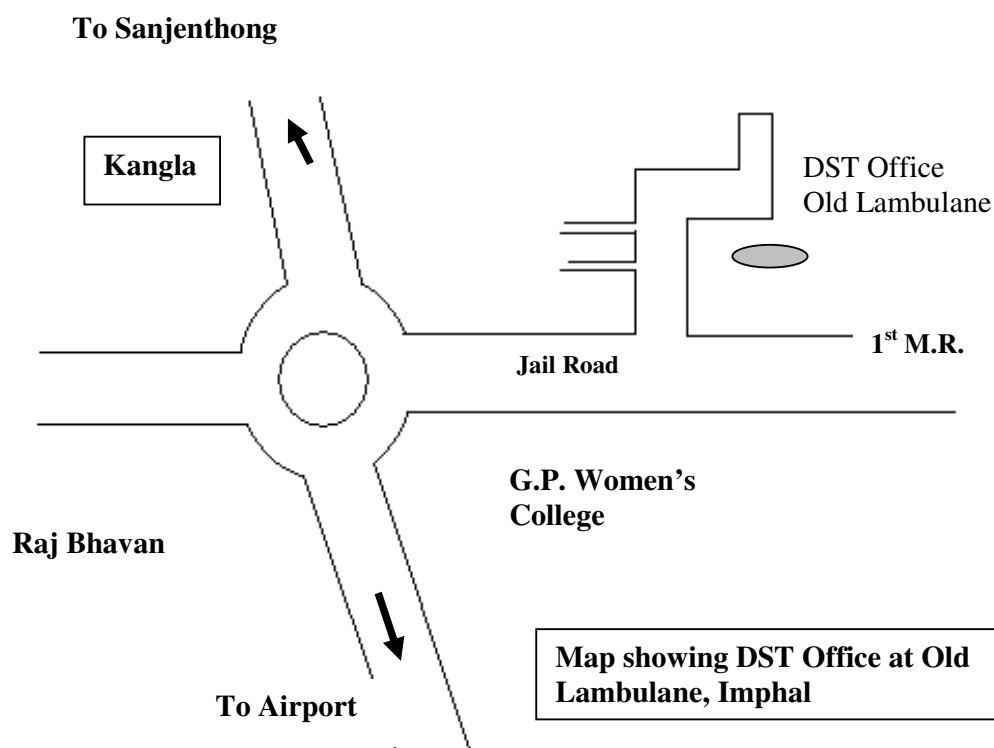 To Sanjenthong
Kangla
DST Office
Old Lambulane
1st M.R.
Jail Road
G.P. Women’s
College
Raj Bhavan
Map showing DST Office at Old
Lambulane, Imphal
To Airport